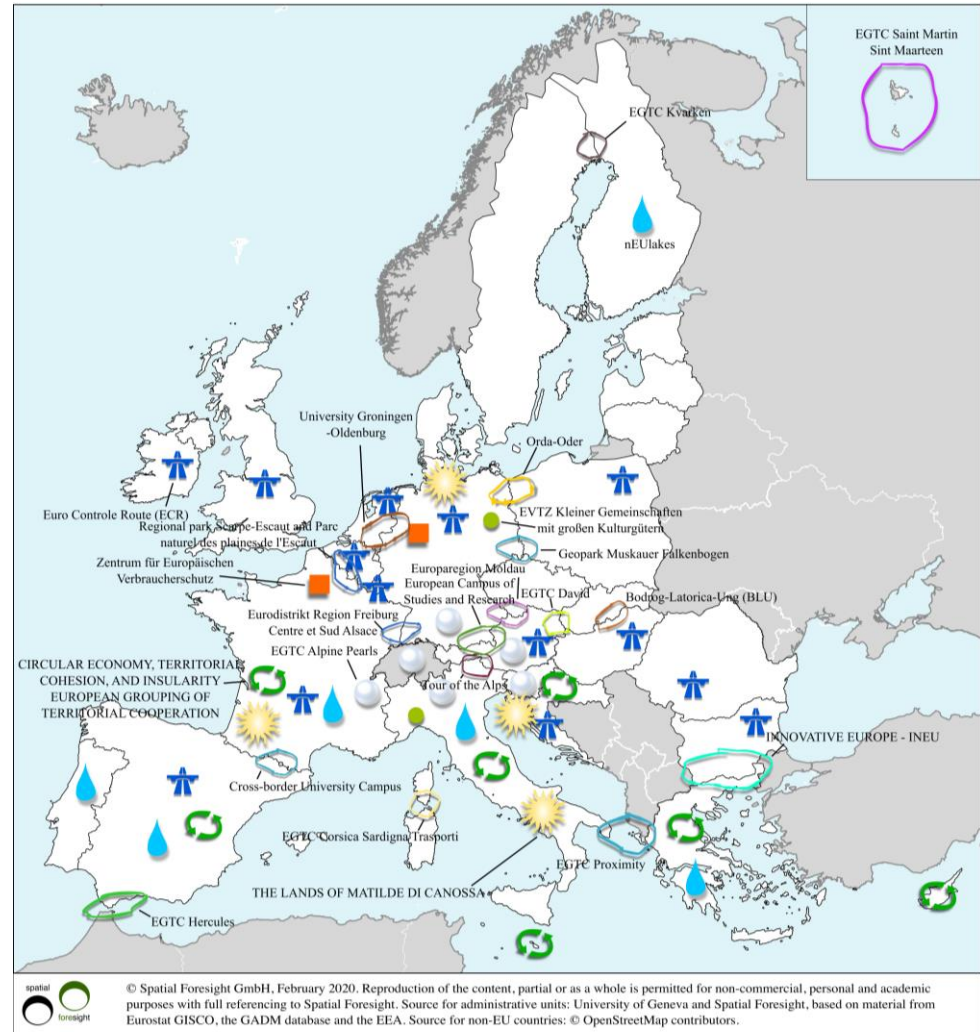 EGTC Saint Martin
Sint Maarteen
EGTC Kvarken
nEUlakes
University Groningen
-Oldenburg
Orda-Oder
Euro Controle Route (ECR)
EVTZ Kleiner Gemeinschaften
mit großen Kulturgütern
Regional park Scarpe-Escaut and Parc
naturel des plaines de l'Escaut
Geopark Muskauer Falkenbogen
Zentrum für Europäischen
Verbraucherschutz
Europaregion Moldau
European Campus of
Studies and Research
EGTC David
Bodrog-Latorica-Ung (BLU)
Eurodistrikt Region Freiburg
Centre et Sud Alsace
EGTC Alpine Pearls
CIRCULAR ECONOMY, TERRITORIAL
COHESION, AND INSULARITY
EUROPEAN GROUPING OF
TERRITORIAL COOPERATION
Tour of the Alps
INNOVATIVE EUROPE - INEU
Cross-border University Campus
EGTC Corsica Sardigna/Trasporti
EGTC Proximity
THE LANDS OF MATILDE DI CANOSSA
EGTC Hercules
spatial
foresight
© Spatial Foresight GmbH, February 2020. Reproduction of the content, partial or as a whole is permitted for non-commercial, personal and academic
purposes with full referencing to Spatial Foresight. Source for administrative units: University of Geneva and Spatial Foresight, based on material from
Eurostat GISCO, the GADM database and the EEA. Source for non-EU countries: © OpenStreetMap contributors.